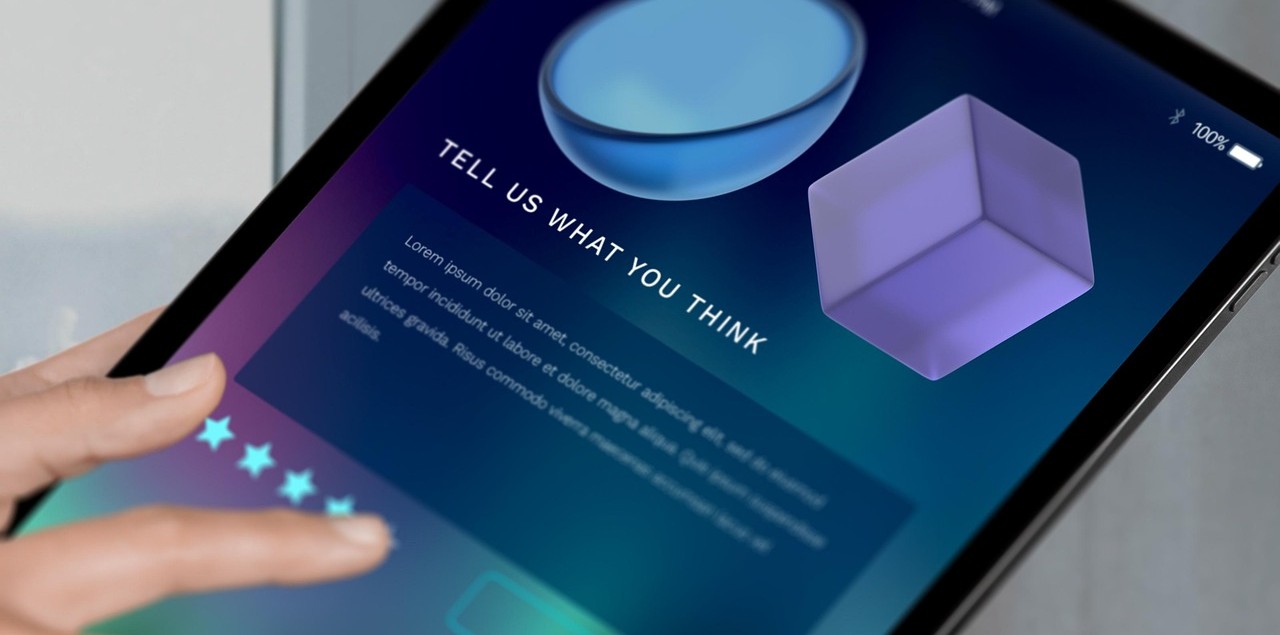 100%
TELL US WHAT YOU THINK
Lorem ipsum dolor sit amet, consectetur adipiscing elit, sed do eiusmod
tempor incididunt ut labore et dolore magna aliqua. Quis ipsum suspendisse
ultrices gravida. Risus commodo viverra maecenas accumsan lacus vel
acilisis.